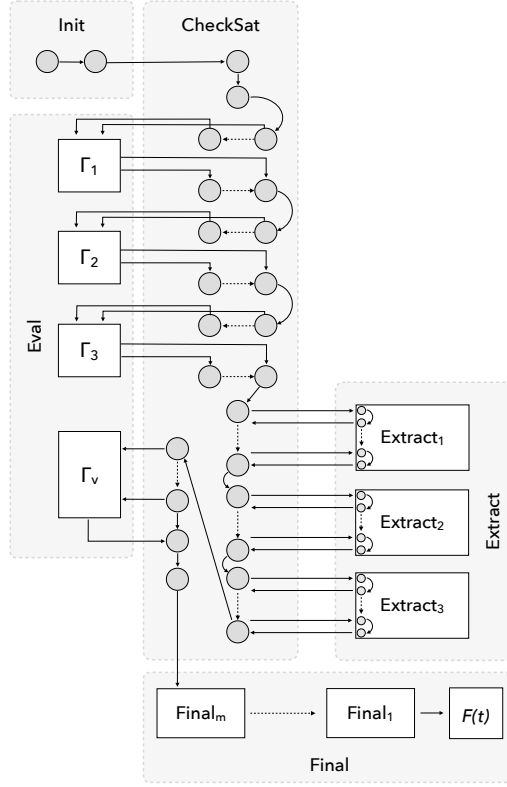 Init
CheckSat
Γ₁
Γ₂
Eval
Γ₃
Extract₁
Γᵥ
Extract₂
Extract
Extract₃
Finalₘ
Final₁
F(t)
Final